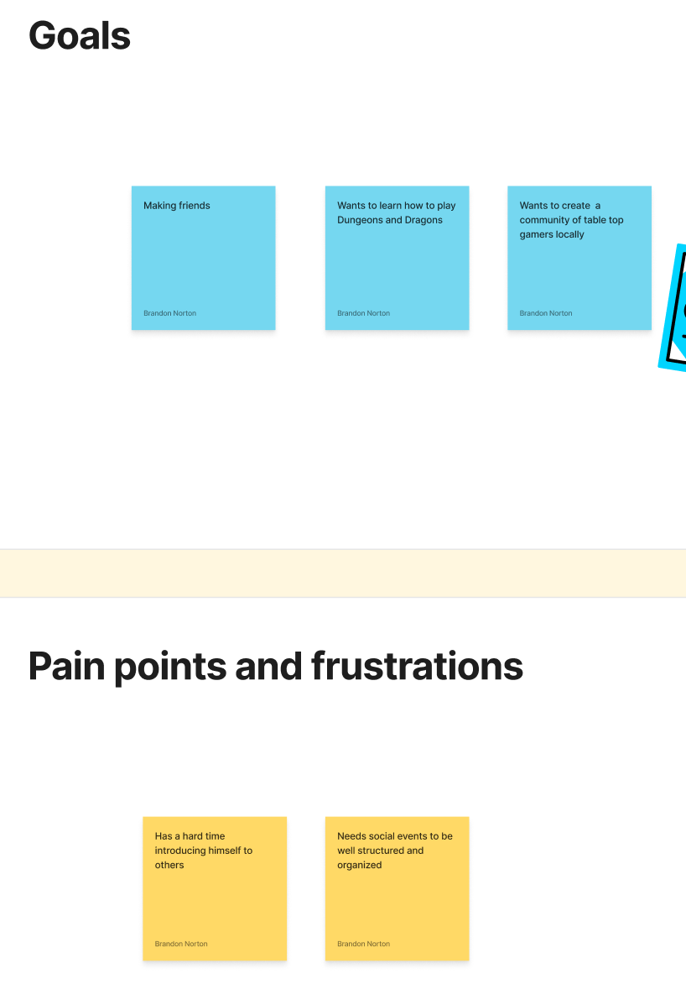 Goals
Making friends
Brandon Norton
Wants to learn how to play
Dungeons and Dragons
Brandon Norton
Wants to create  a
community of table top
gamers locally
Brandon Norton
Pain points and frustrations
Has a hard time
introducing himself to
others
Brandon Norton
Needs social events to be
well structured and
organized
Brandon Norton